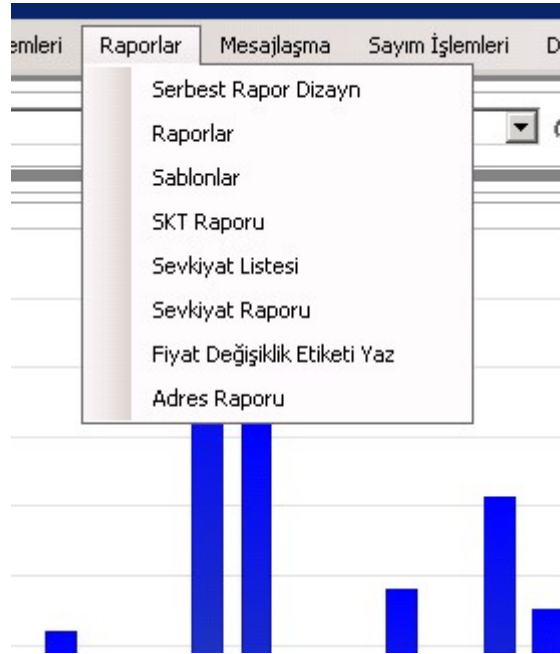 Raporlar Mesajlaşma Sayım İşlemleri
Serbest Rapor Dizayn
Raporlar
Sablonlar
SKT Raporu
Sevkiyat Listesi
Sevkiyat Raporu
Fiyat Değişiklik Etiketi Yaz
Adres Raporu